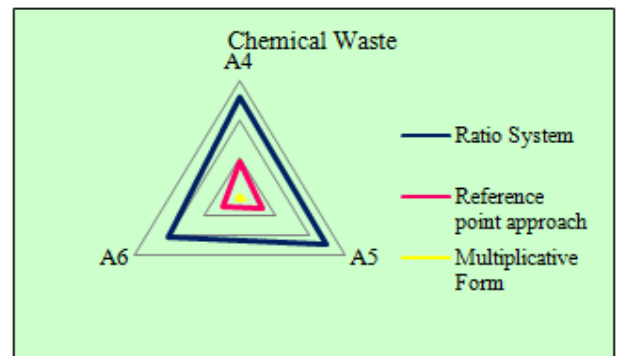 Chemical Waste
A4
Ratio System
Reference
point approach
A6
A5
Multiplicative
Form